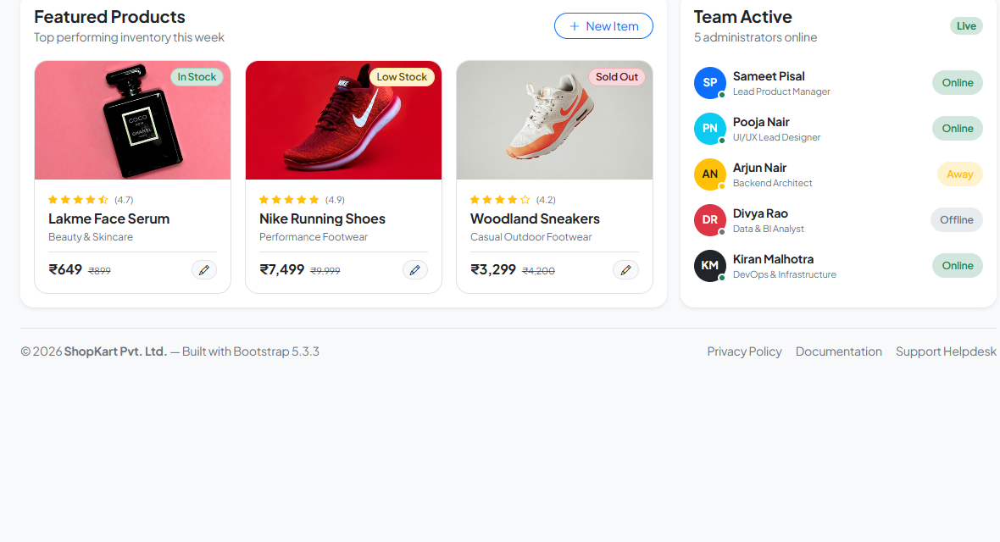 Featured Products
Top performing inventory this week
+ New Item
In Stock
COCO
NOIR
CHANEL
(4.7)
Lakme Face Serum
Beauty & Skincare
₹649 ₹899
Low Stock
NIKE
(4.9)
Nike Running Shoes
Performance Footwear
₹7,499 ₹9,999
Sold Out
(4.2)
Woodland Sneakers
Casual Outdoor Footwear
₹3,299 ₹4,200
Team Active
5 administrators online
Live
SP Sameet Pisal Online
Lead Product Manager
PN Pooja Nair Online
UI/UX Lead Designer
AN Arjun Nair Away
Backend Architect
DR Divya Rao Offline
Data & BI Analyst
KM Kiran Malhotra Online
DevOps & Infrastructure
© 2026 ShopKart Pvt. Ltd. — Built with Bootstrap 5.3.3
Privacy Policy Documentation Support Helpdesk